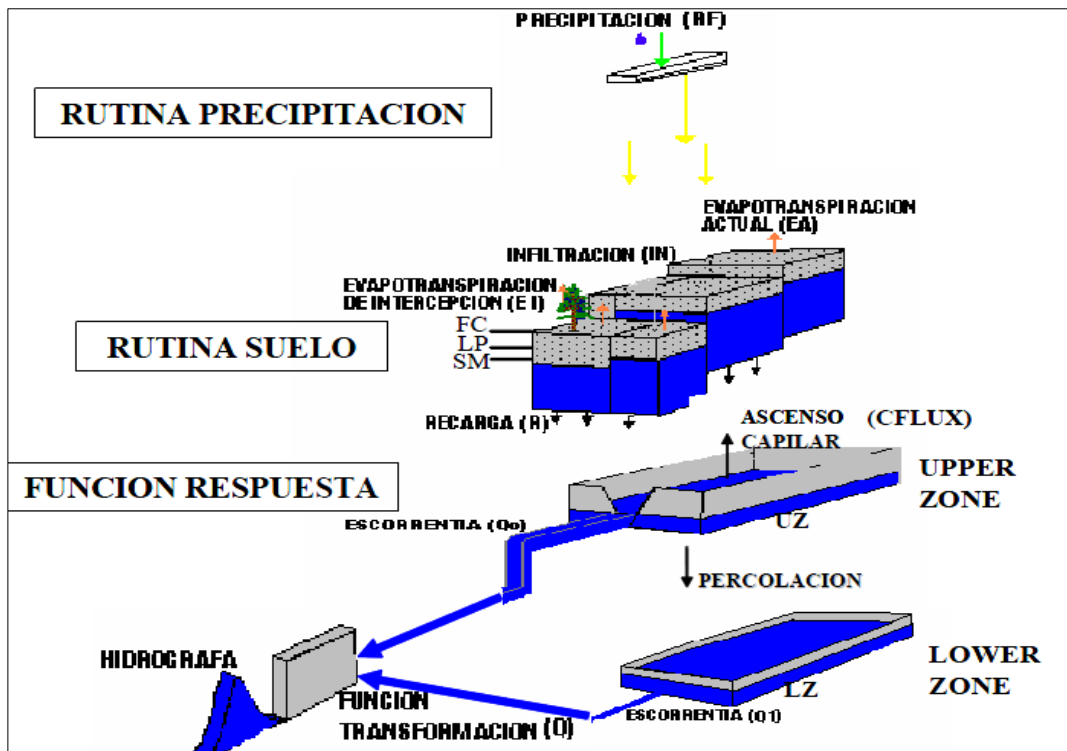 PRECIPITACION (RF)
RUTINA PRECIPITACION
EVAPOTRANSPIRACION
ACTUAL (EA)
INFILTRACION (IN)
EVAPOTRANSPIRACION
DE INTERCEPCION (EI)
FC
LP
SM
RUTINA SUELO
RECARGA (R)
ASCENSO (CFLUX)
CAPILAR
UPPER
ZONE
FUNCION RESPUESTA
ESCORRENTIA (Qo)
UZ
PERCOLACION
HIDROGRAFA
LOWER
ZONE
LZ
FUNCION
TRANSFORMACION (Q)
ESCORRENTIA (Q1)